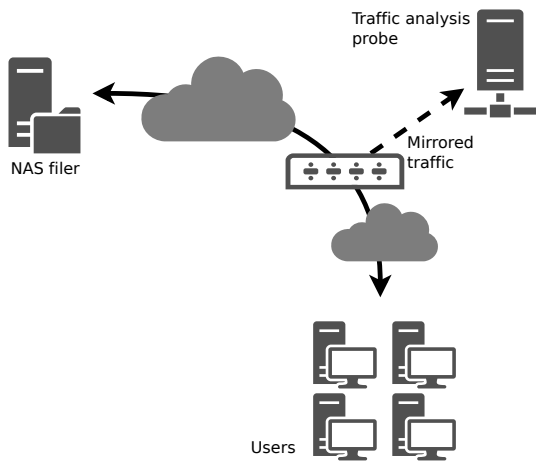 Traffic analysis
probe
Mirrored
traffic
NAS filer
Users